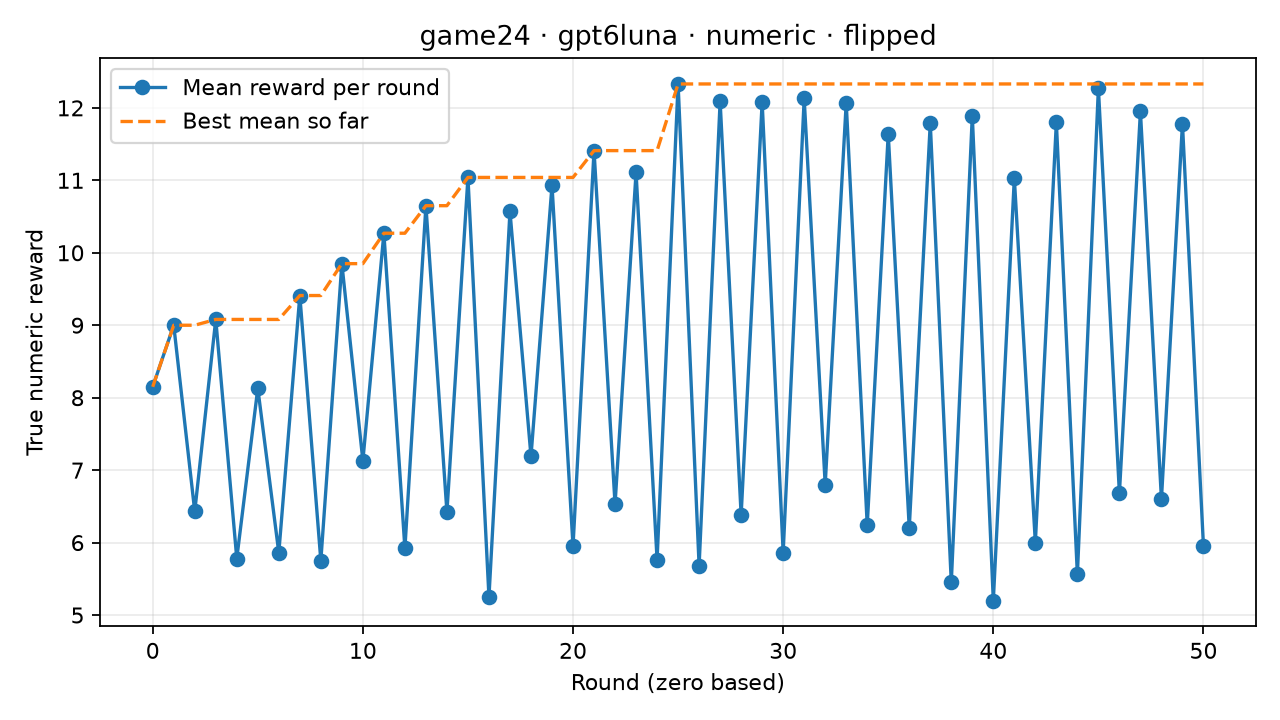 game24 · gpt6luna · numeric · flipped
Mean reward per round
Best mean so far
True numeric reward
12
11
10
9
8
7
6
5
0 10 20 30 40 50
Round (zero based)